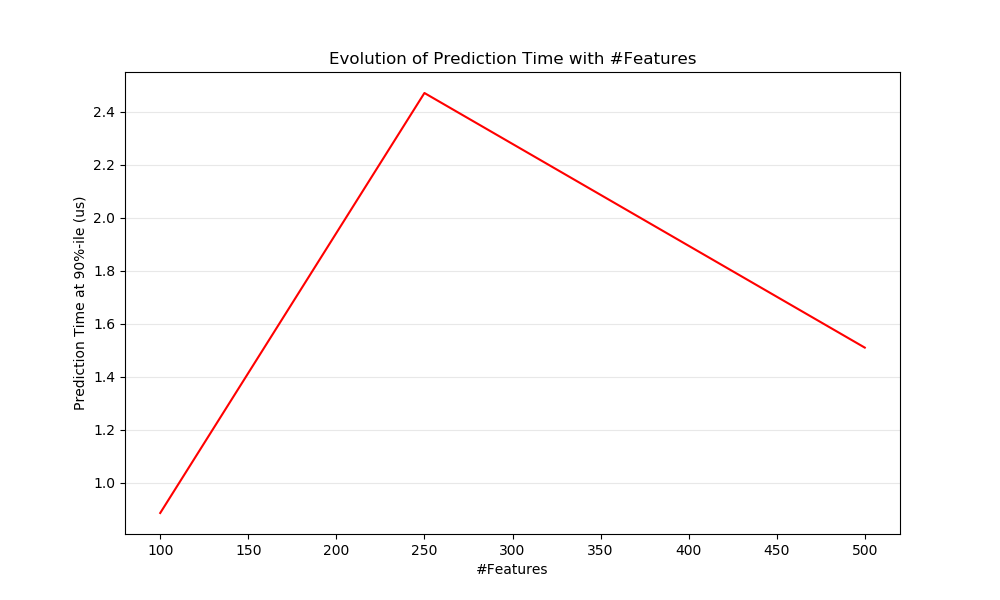 Evolution of Prediction Time with #Features
Prediction Time at 90%-ile (us)
2.4
2.2
2.0
1.8
1.6
1.4
1.2
1.0
100 150 200 250 300 350 400 450 500
#Features